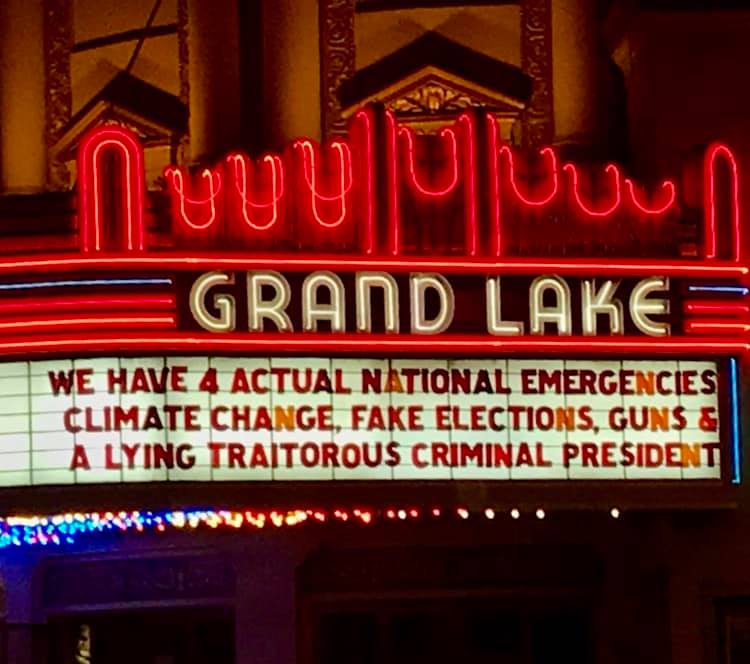 GRAND LAKE
WE HAVE 4 ACTUAL NATIONAL EMERGENCIES
CLIMATE CHANGE, FAKE ELECTIONS, GUNS &
A LYING TRAITOROUS CRIMINAL PRESIDENT